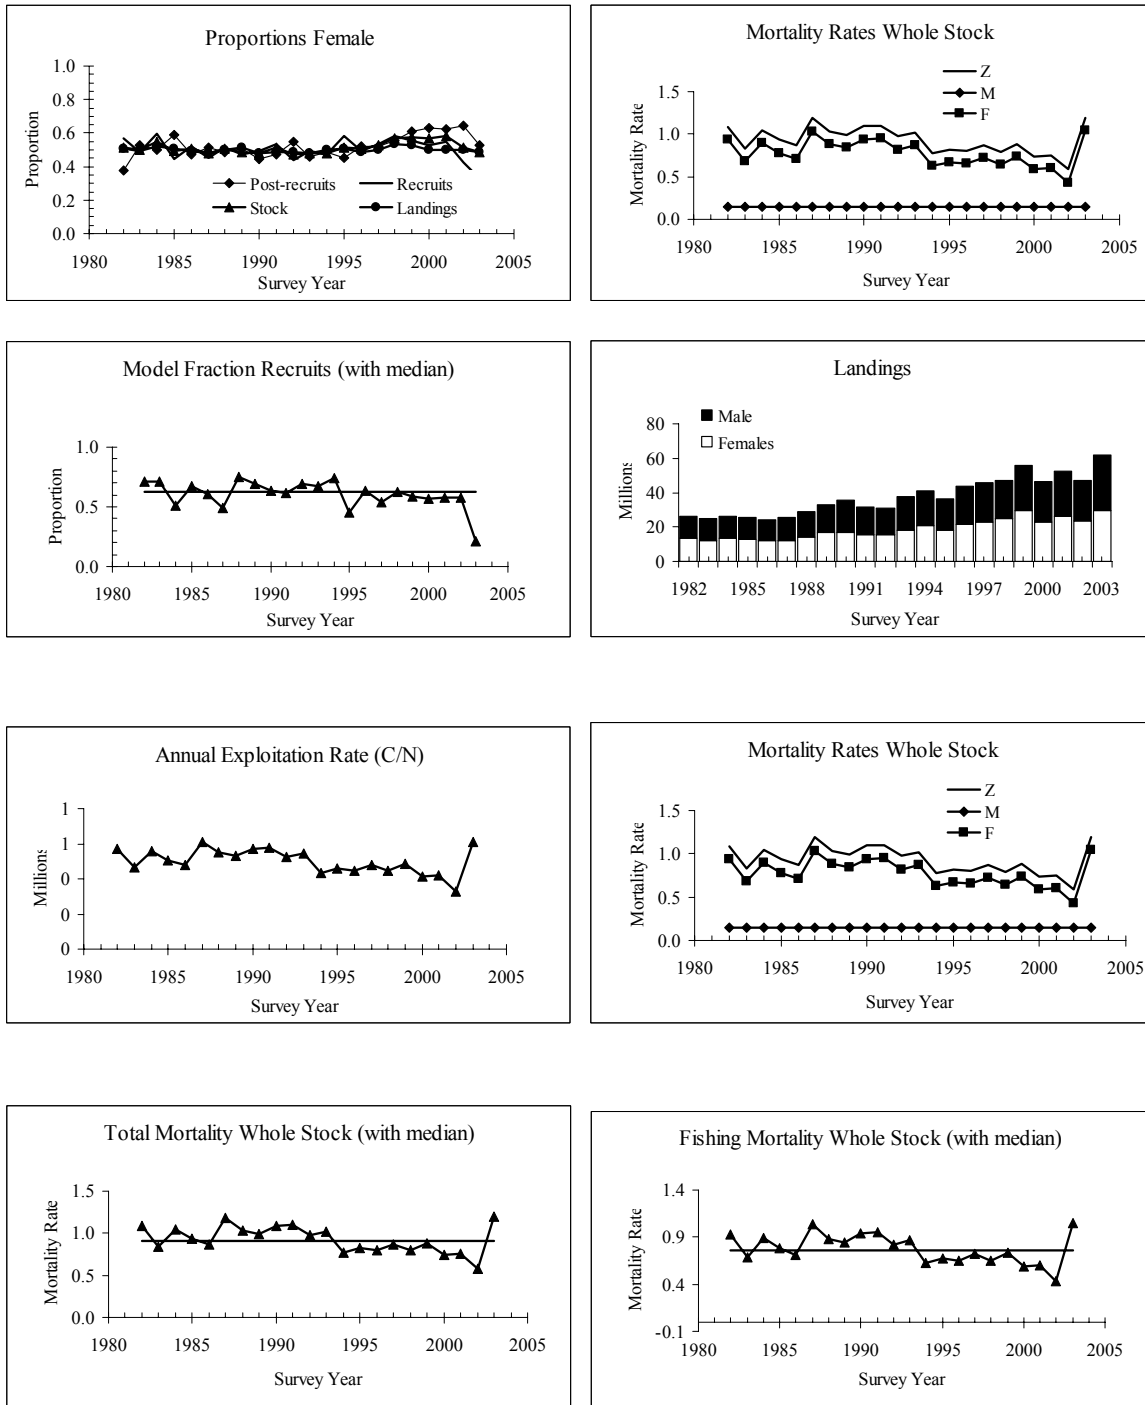 Proportions Female
Proportion
1.0
0.8
0.6
0.4
0.2
0.0
Post-recruits
Recruits
Stock
Landings
1980 1985 1990 1995 2000 2005
Survey Year
Mortality Rates Whole Stock
Z
M
F
Mortality Rate
1.5
1.0
0.5
0.0
1980 1985 1990 1995 2000 2005
Survey Year
Model Fraction Recruits (with median)
Proportion
1.0
0.5
0.0
1980 1985 1990 1995 2000 2005
Survey Year
Landings
Male
Females
Millions
80
60
40
20
0
1982 1985 1988 1991 1994 1997 2000 2003
Survey Year
Annual Exploitation Rate (C/N)
Millions
1
1
0
0
0
1980 1985 1990 1995 2000 2005
Survey Year
Mortality Rates Whole Stock
Z
M
F
Mortality Rate
1.5
1.0
0.5
0.0
1980 1985 1990 1995 2000 2005
Survey Year
Total Mortality Whole Stock (with median)
Mortality Rate
1.5
1.0
0.5
0.0
1980 1985 1990 1995 2000 2005
Survey Year
Fishing Mortality Whole Stock (with median)
Mortality Rate
1.4
0.9
0.4
-0.1
1980 1985 1990 1995 2000 2005
Survey Year